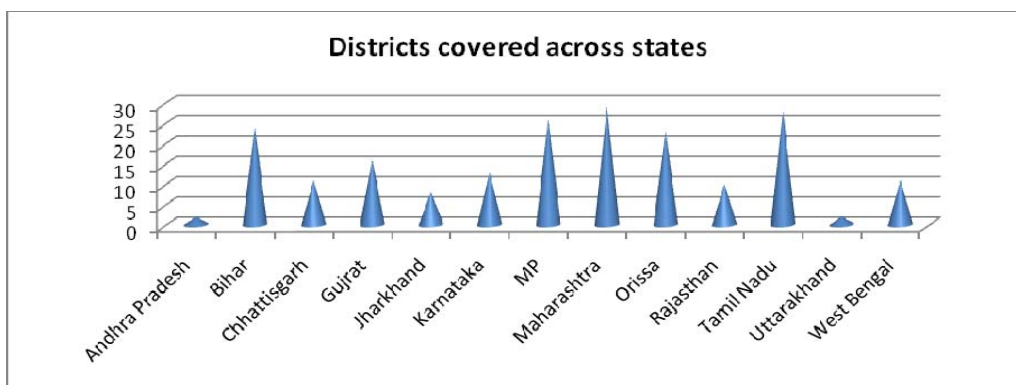 Districts covered across states
30
25
20
15
10
5
0
Andhra Pradesh
Bihar
Chhattisgarh
Gujrat
Jharkhand
Karnataka
MP
Maharashtra
Orissa
Rajasthan
Tamil Nadu
Uttarakhand
West Bengal